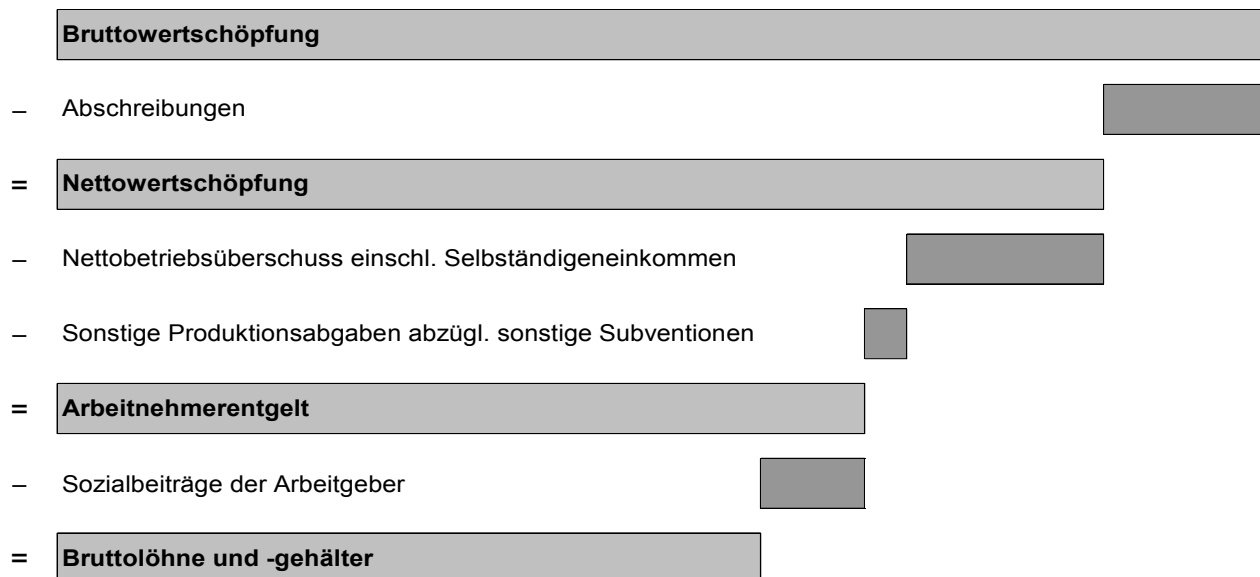 Bruttowertschöpfung
– Abschreibungen
= Nettowertschöpfung
– Nettobetriebsüberschuss einschl. Selbständigeneinkommen
– Sonstige Produktionsabgaben abzügl. sonstige Subventionen
= Arbeitnehmerentgelt
– Sozialbeiträge der Arbeitgeber
= Bruttolöhne und -gehälter